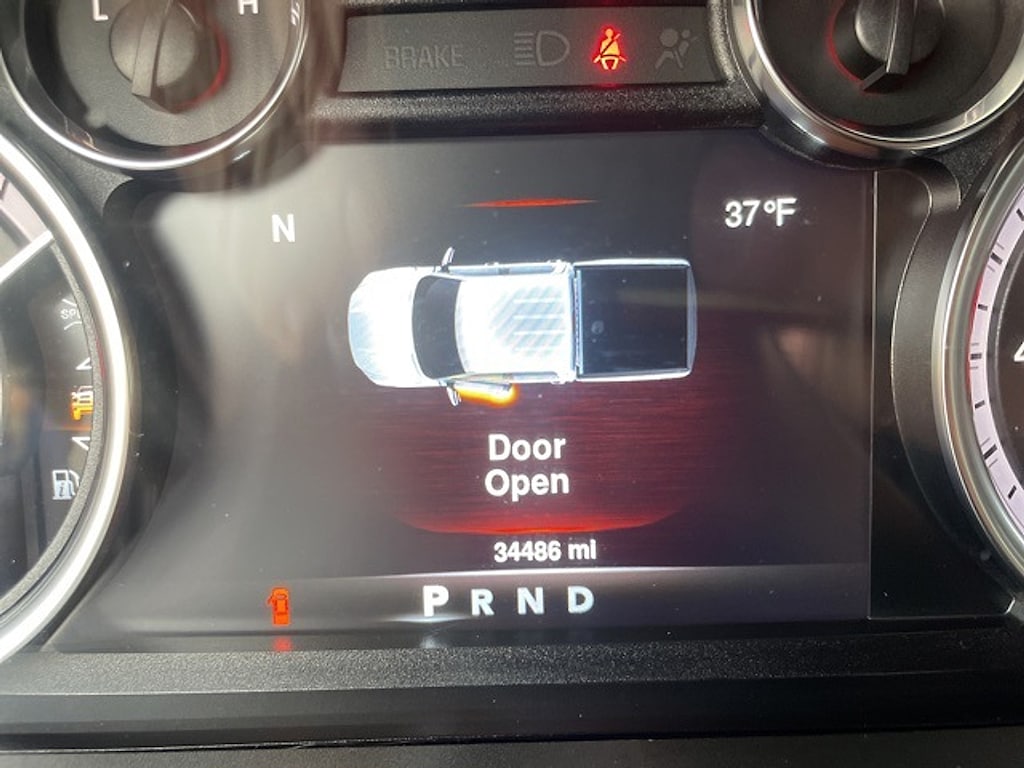 L H
BRAKE
N
37°F
Door
Open
34486 mi
P R N D